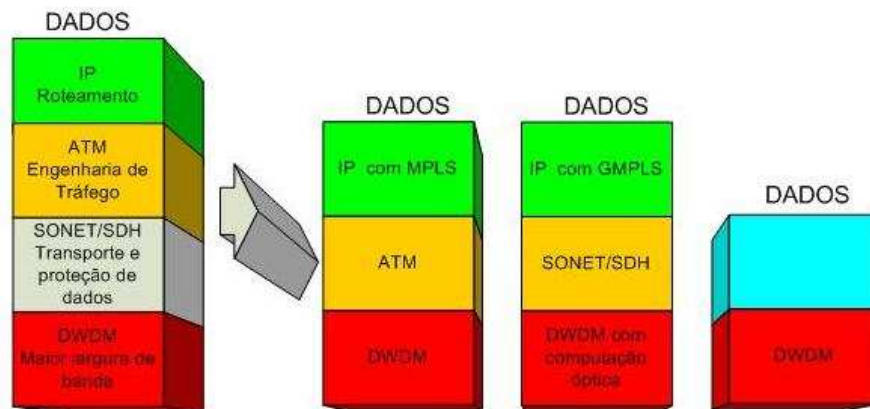 DADOS
IP
Roteamento
ATM
Engenharia de
Tráfego
SONET/SDH
Transporte e
proteção de
dados
DWDM
Maior largura de
banda
DADOS
IP com MPLS
ATM
DWDM
DADOS
IP com GMPLS
SONET/SDH
DWDM com
computação
óptica
DADOS
DWDM